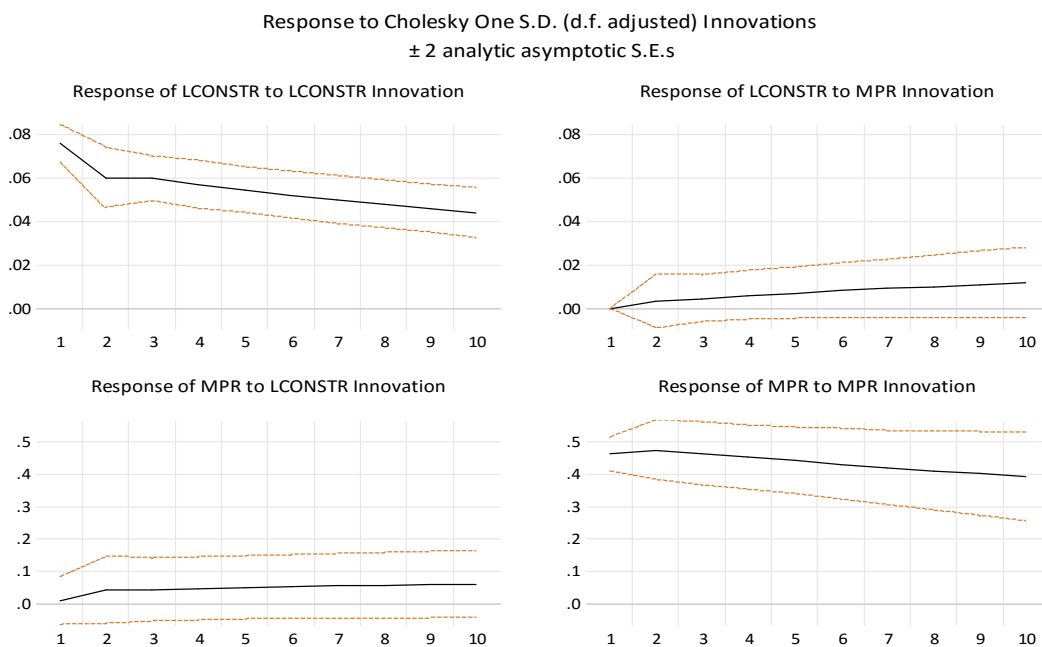 Response to Cholesky One S.D. (d.f. adjusted) Innovations
± 2 analytic asymptotic S.E.s
Response of LCONSTR to LCONSTR Innovation
.08
.06
.04
.02
.00
1 2 3 4 5 6 7 8 9 10
Response of LCONSTR to MPR Innovation
.08
.06
.04
.02
.00
1 2 3 4 5 6 7 8 9 10
Response of MPR to LCONSTR Innovation
.5
.4
.3
.2
.1
.0
1 2 3 4 5 6 7 8 9 10
Response of MPR to MPR Innovation
.5
.4
.3
.2
.1
.0
1 2 3 4 5 6 7 8 9 10